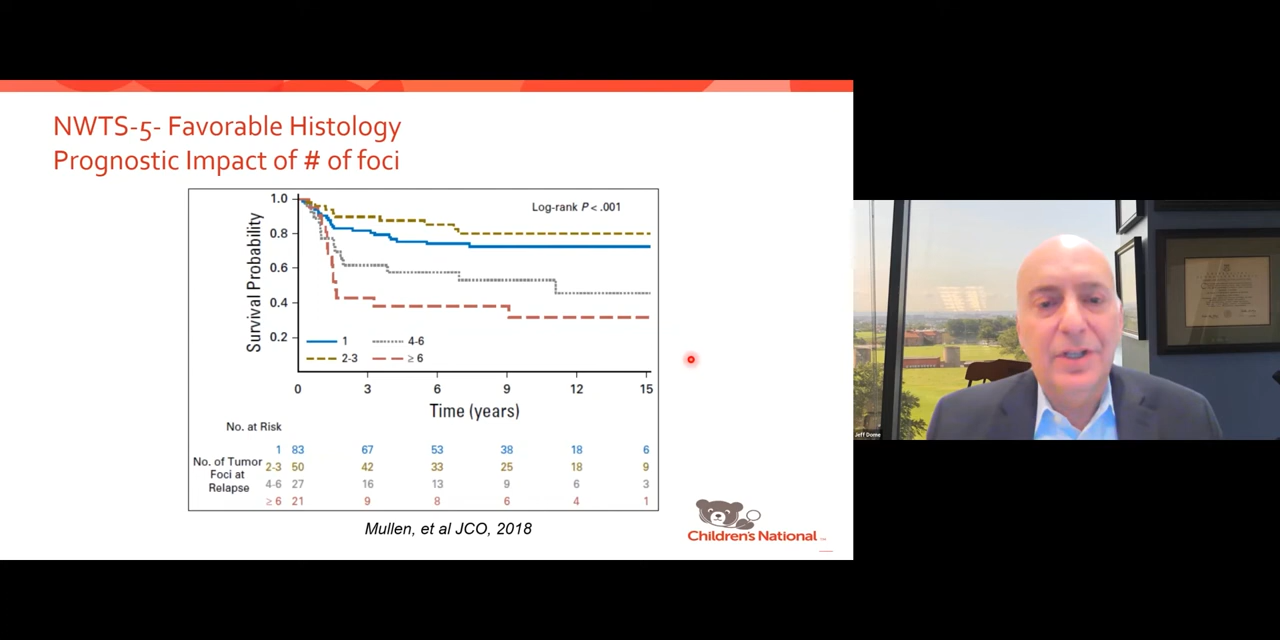 NWTS-5- Favorable Histology
Prognostic Impact of # of foci
Log-rank P < .001
Survival Probability
1.0
0.8
0.6
0.4
0.2
1
2-3
4-6
≥ 6
0 3 6 9 12 15
Time (years)
No. at Risk
No. of Tumor Foci at Relapse
1 83 67 53 38 18 6
2-3 50 42 33 25 18 9
4-6 27 16 13 9 6 3
≥ 6 21 9 8 6 4 1
Mullen, et al JCO, 2018
Children's National
Jeff Dome